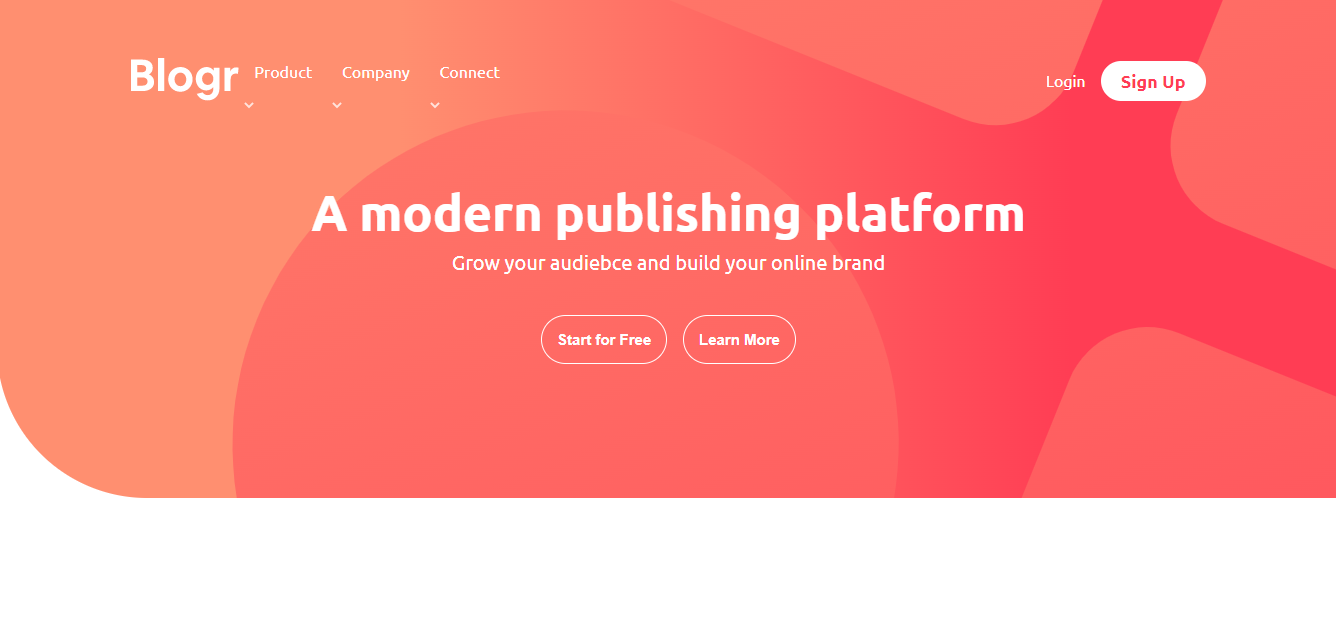 Blogr Product Company Connect Login Sign Up
A modern publishing platform
Grow your audiebce and build your online brand
Start for Free Learn More